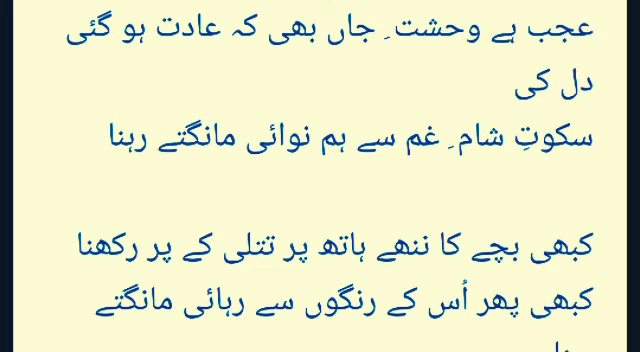 عجب ہے وحشت ِ جاں بھی کہ عادت ہو گئی
دل کی
سکوتِ شام ِ غم سے ہم نوائی مانگتے رہنا
کبھی بچے کا ننھے ہاتھ پر تتلی کے پر رکھنا
کبھی پھر اُس کے رنگوں سے رہائی مانگتے